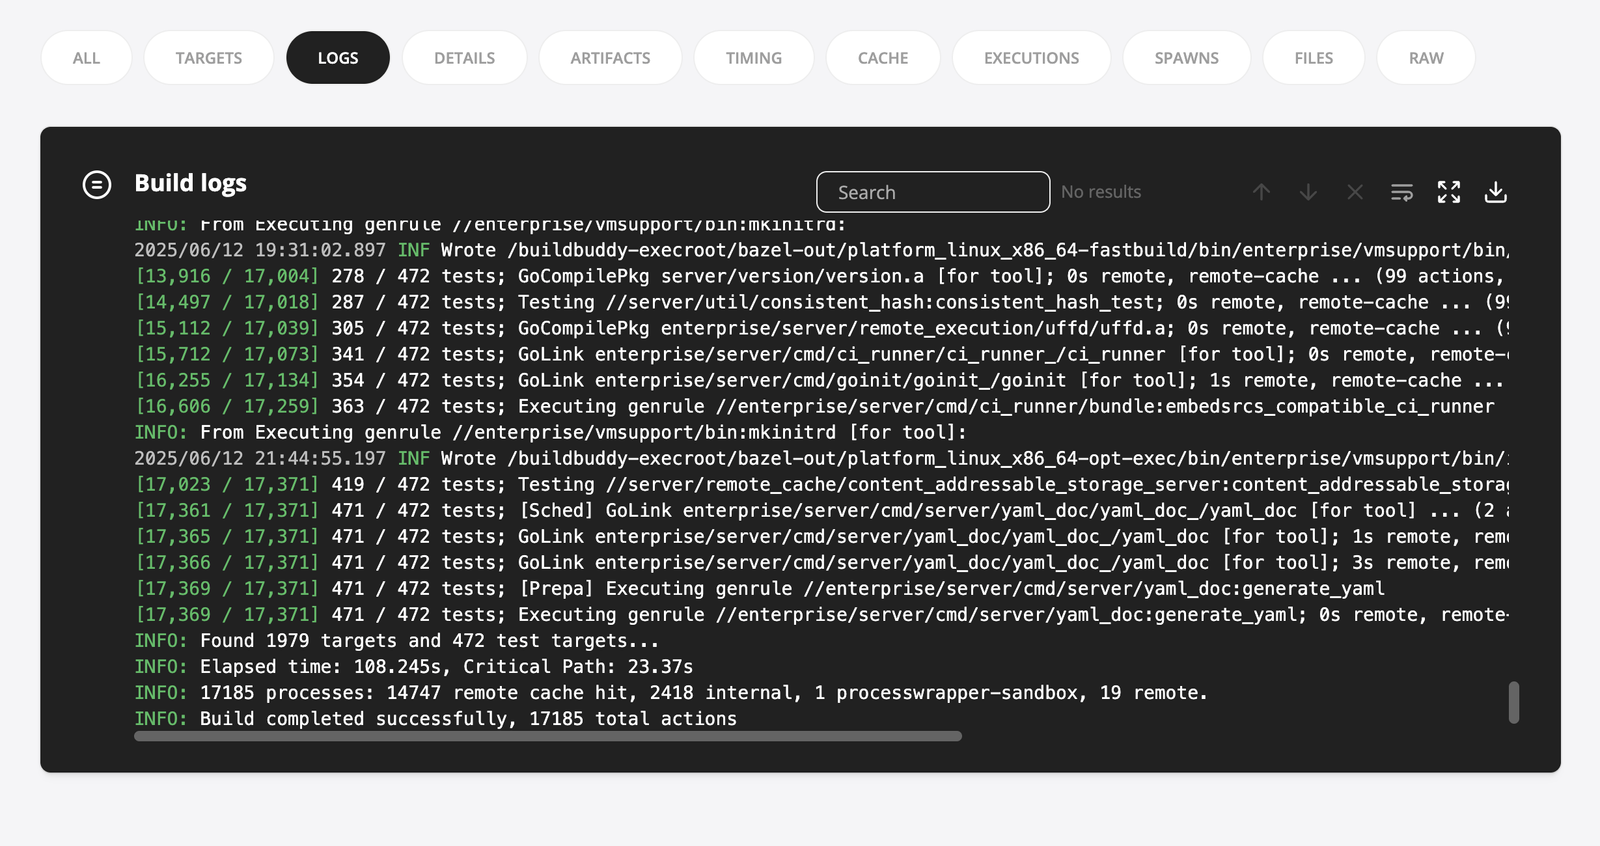 ALL TARGETS LOGS DETAILS ARTIFACTS TIMING CACHE EXECUTIONS SPAWNS FILES RAW
Build logs
Search
No results
INFO: From Executing genrule //enterprise/vmsupport/bin:mkinitrd:
2025/06/12 19:31:02.897 INF Wrote /buildbuddy-execroot/bazel-out/platform_linux_x86_64-fastbuild/bin/enterprise/vmsupport/bin/
[13,916 / 17,004] 278 / 472 tests; GoCompilePkg server/version/version.a [for tool]; 0s remote, remote-cache ... (99 actions,
[14,497 / 17,018] 287 / 472 tests; Testing //server/util/consistent_hash:consistent_hash_test; 0s remote, remote-cache ... (99
[15,112 / 17,039] 305 / 472 tests; GoCompilePkg enterprise/server/remote_execution/uffd/uffd.a; 0s remote, remote-cache ... (
[15,712 / 17,073] 341 / 472 tests; GoLink enterprise/server/cmd/ci_runner/ci_runner_/ci_runner [for tool]; 0s remote, remote-
[16,255 / 17,134] 354 / 472 tests; GoLink enterprise/server/cmd/goinit/goinit_/goinit [for tool]; 1s remote, remote-cache ...
[16,606 / 17,259] 363 / 472 tests; Executing genrule //enterprise/server/cmd/ci_runner/bundle:embedsrcs_compatible_ci_runner
INFO: From Executing genrule //enterprise/vmsupport/bin:mkinitrd [for tool]:
2025/06/12 21:44:55.197 INF Wrote /buildbuddy-execroot/bazel-out/platform_linux_x86_64-opt-exec/bin/enterprise/vmsupport/bin/
[17,023 / 17,371] 419 / 472 tests; Testing //server/remote_cache/content_addressable_storage_server:content_addressable_storag
[17,361 / 17,371] 471 / 472 tests; [Sched] GoLink enterprise/server/cmd/server/yaml_doc/yaml_doc_/yaml_doc [for tool] ... (2 a
[17,365 / 17,371] 471 / 472 tests; GoLink enterprise/server/cmd/server/yaml_doc/yaml_doc_/yaml_doc [for tool]; 1s remote, rem
[17,366 / 17,371] 471 / 472 tests; GoLink enterprise/server/cmd/server/yaml_doc/yaml_doc_/yaml_doc [for tool]; 3s remote, rem
[17,369 / 17,371] 471 / 472 tests; [Prepa] Executing genrule //enterprise/server/cmd/server/yaml_doc:generate_yaml
[17,369 / 17,371] 471 / 472 tests; Executing genrule //enterprise/server/cmd/server/yaml_doc:generate_yaml; 0s remote, remote-
INFO: Found 1979 targets and 472 test targets...
INFO: Elapsed time: 108.245s, Critical Path: 23.37s
INFO: 17185 processes: 14747 remote cache hit, 2418 internal, 1 processwrapper-sandbox, 19 remote.
INFO: Build completed successfully, 17185 total actions